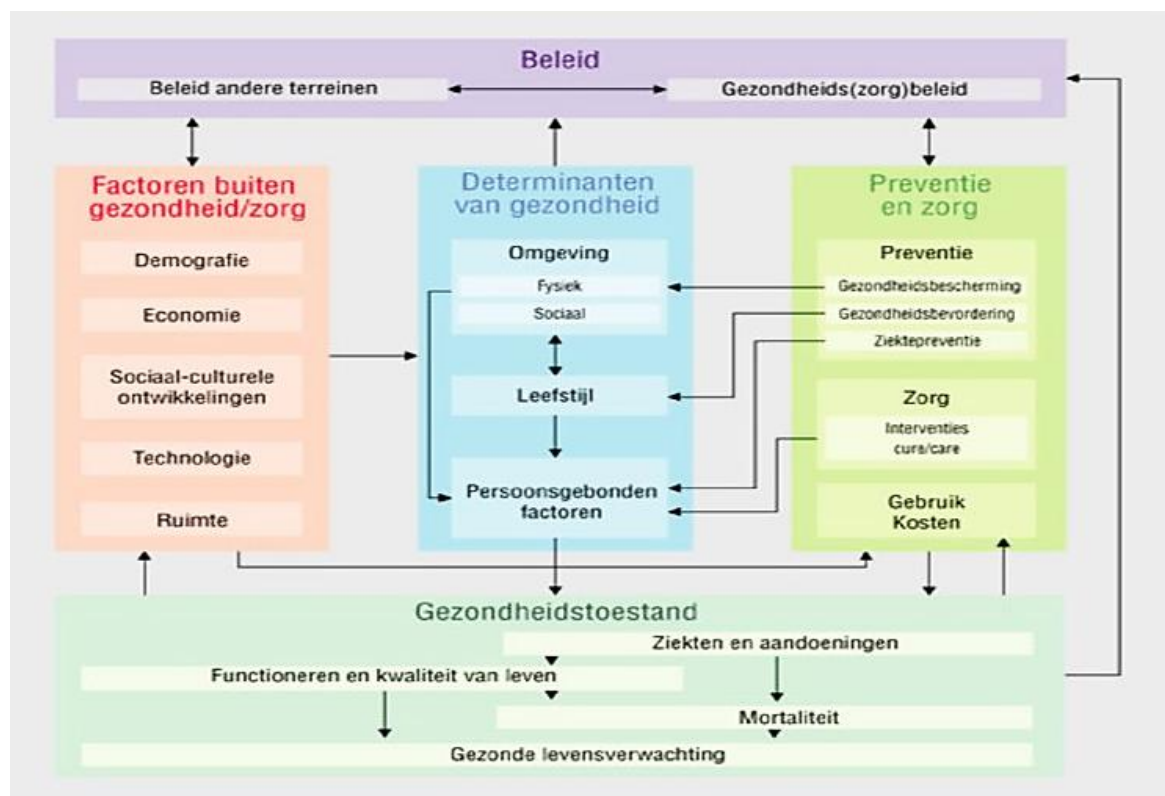 Beleid
Beleid andere terreinen
Gezondheids(zorg)beleid
Factoren buiten
gezondheid/zorg
Demografie
Economie
Sociaal-culturele
ontwikkelingen
Technologie
Ruimte
Determinanten
van gezondheid
Omgeving
Fysiek
Sociaal
Leefstijl
Persoonsgebonden
factoren
Preventie
en zorg
Preventie
Gezondheidsbescherming
Gezondheidsbevordering
Ziektepreventie
Zorg
Interventies
cure/care
Gebruik
Kosten
Gezondheidstoestand
Ziekten en aandoeningen
Functioneren en kwaliteit van leven
Mortaliteit
Gezonde levensverwachting